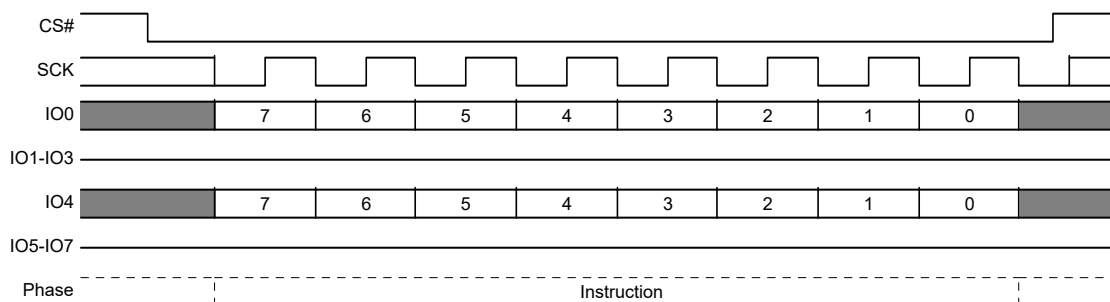 CS#
SCK
IO0 7 6 5 4 3 2 1 0
IO1-IO3
IO4 7 6 5 4 3 2 1 0
IO5-IO7
Phase Instruction